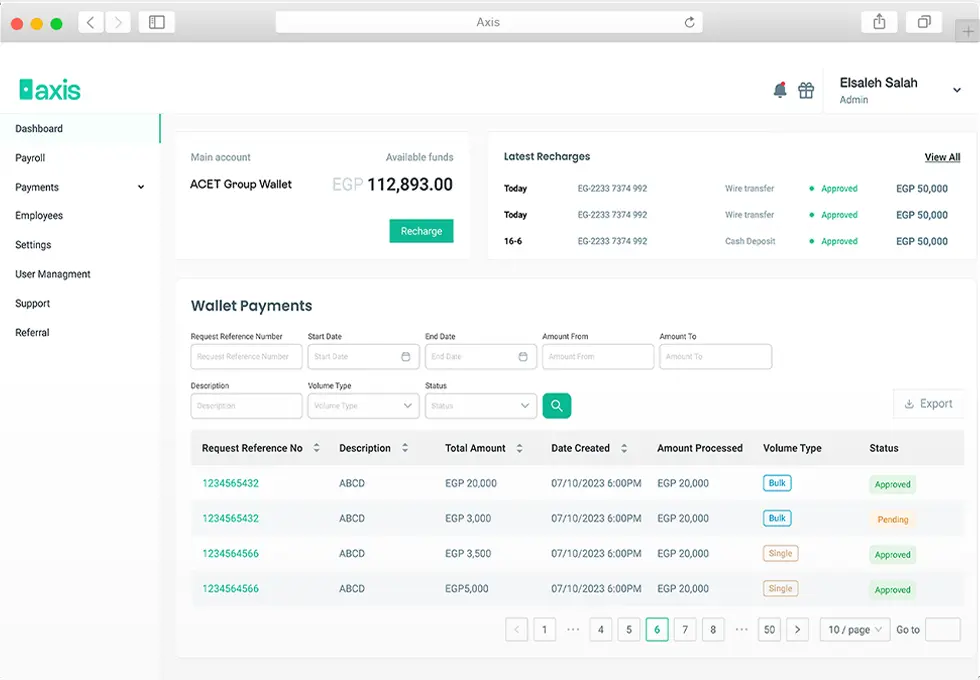 Axis
axis
Elsaleh Salah
Admin
Dashboard
Payroll
Payments
Employees
Settings
User Managment
Support
Referral
Main account Available funds
ACET Group Wallet EGP 112,893.00
Recharge
Latest Recharges View All
Today EG-2233 7374 992 Wire transfer Approved EGP 50,000
Today EG-2233 7374 992 Wire transfer Approved EGP 50,000
16-6 EG-2233 7374 992 Cash Deposit Approved EGP 50,000
Wallet Payments
Request Reference Number Start Date End Date Amount From Amount To
Request Reference Number Start Date End Date Amount From Amount To
Description Volume Type Status
Description Volume Type Status Export
Request Reference No Description Total Amount Date Created Amount Processed Volume Type Status
1234565432 ABCD EGP 20,000 07/10/2023 6:00PM EGP 20,000 Bulk Approved
1234565432 ABCD EGP 3,000 07/10/2023 6:00PM EGP 20,000 Bulk Pending
1234564566 ABCD EGP 3,500 07/10/2023 6:00PM EGP 20,000 Single Approved
1234564566 ABCD EGP5,000 07/10/2023 6:00PM EGP 20,000 Single Approved
1 ••• 4 5 6 7 8 ••• 50 10 / page Go to